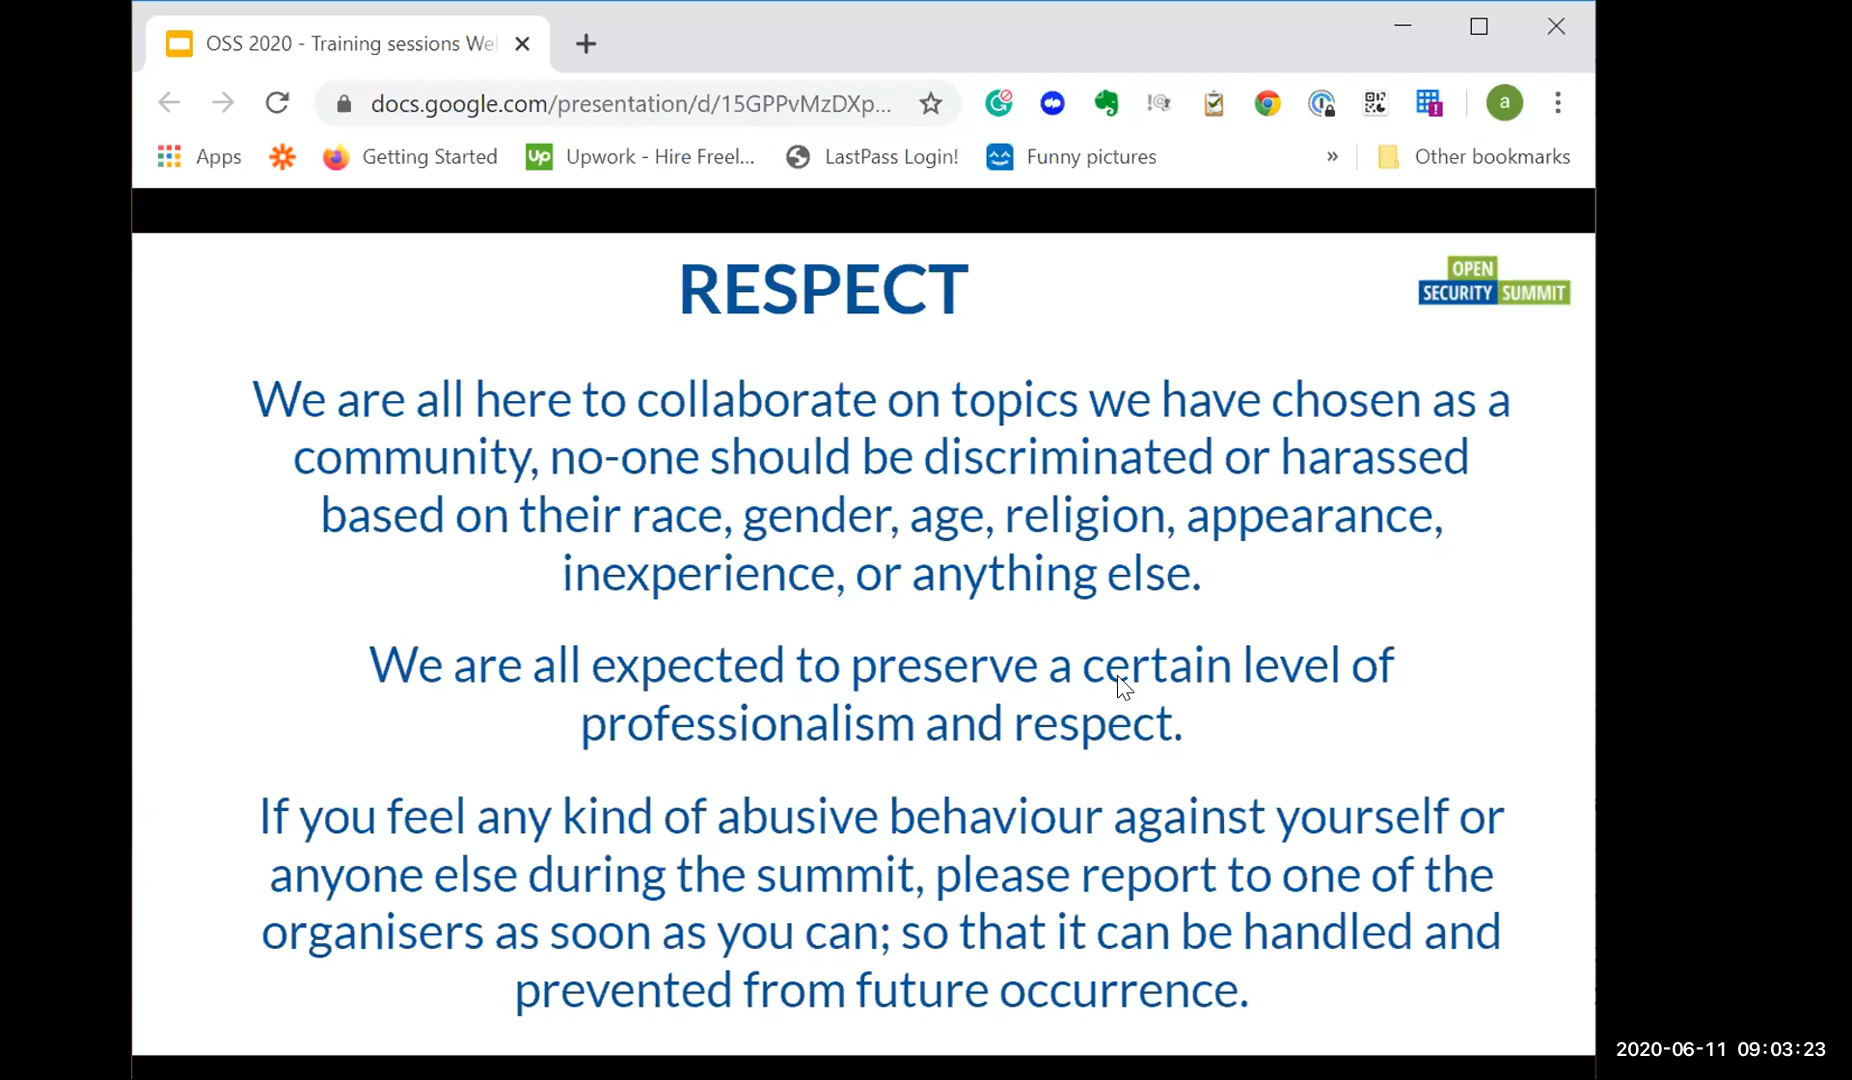 OSS 2020 - Training sessions Wel
docs.google.com/presentation/d/15GPPvMzDXp...
a
Apps
Getting Started
Up
Upwork - Hire Freel...
LastPass Login!
Funny pictures
»
Other bookmarks
RESPECT
OPEN
SECURITY SUMMIT
We are all here to collaborate on topics we have chosen as a
community, no-one should be discriminated or harassed
based on their race, gender, age, religion, appearance,
inexperience, or anything else.
We are all expected to preserve a certain level of
professionalism and respect.
If you feel any kind of abusive behaviour against yourself or
anyone else during the summit, please report to one of the
organisers as soon as you can; so that it can be handled and
prevented from future occurrence.
2020-06-11 09:03:23